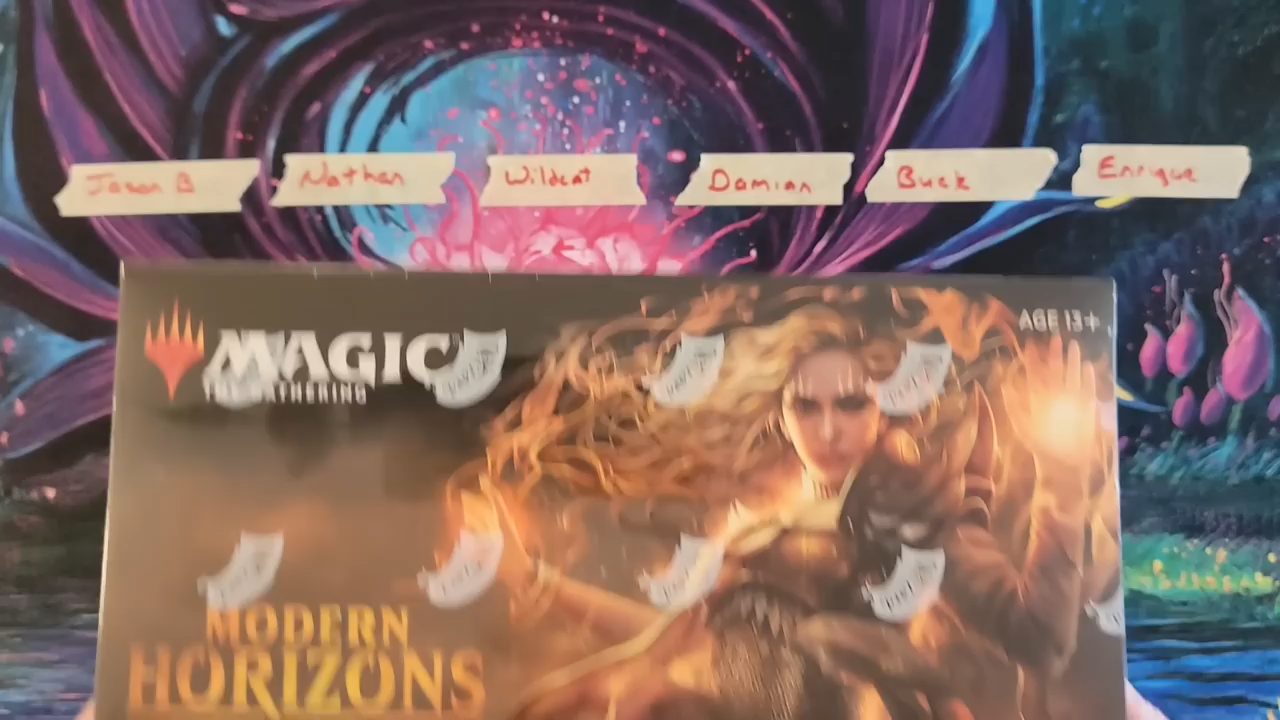 Jason B
Nathan
Wildcat
Damian
Buck
Enrique
MAGIC
THE GATHERING
AGE 13+
MODERN
HORIZONS